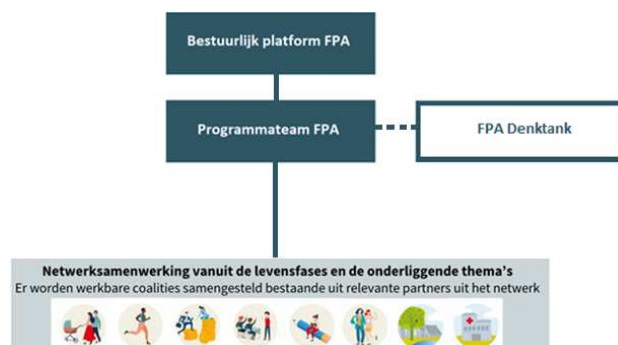 Bestuurlijk platform FPA
Programmateam FPA
FPA Denktank
Netwerksamenwerking vanuit de levensfases en de onderliggende thema's
Er worden werkbare coalities samengesteld bestaande uit relevante partners uit het netwerk